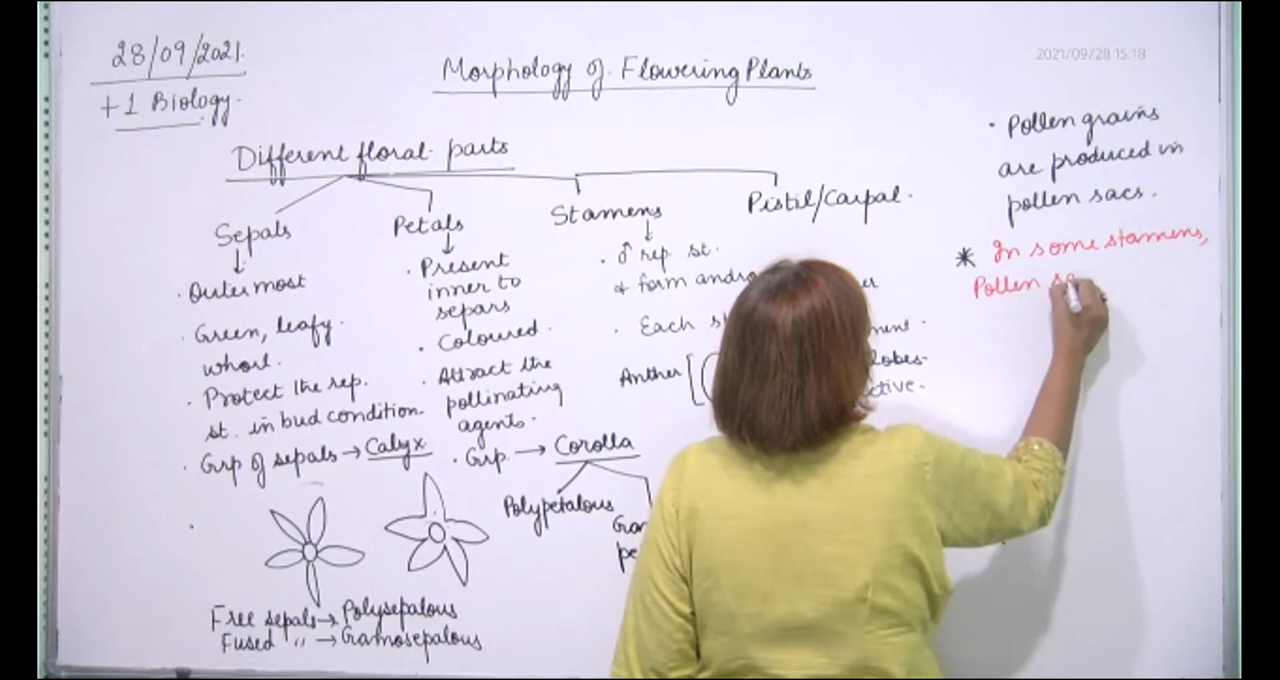 28/09/2021.
+1 Biology.
Morphology of Flowering Plants
2021/09/28 15:18
Different floral parts
Sepals
Outermost
Green, leafy.
whorl.
Protect the rep.
st. in bud condition.
Grp of sepals → Calyx
Free sepals → Polysepalous
Fused " → Gamosepalous
Petals
Present
inner to
separs
Coloured.
Attract the
pollinating
agents.
Grp. → Corolla
Polypetalous
Stamens
♂ rep st.
& form
Each
Anther
Pistil/Carpal.
• Pollen grains
are produced in
pollen sacs.
* In some stamens,
Pollen